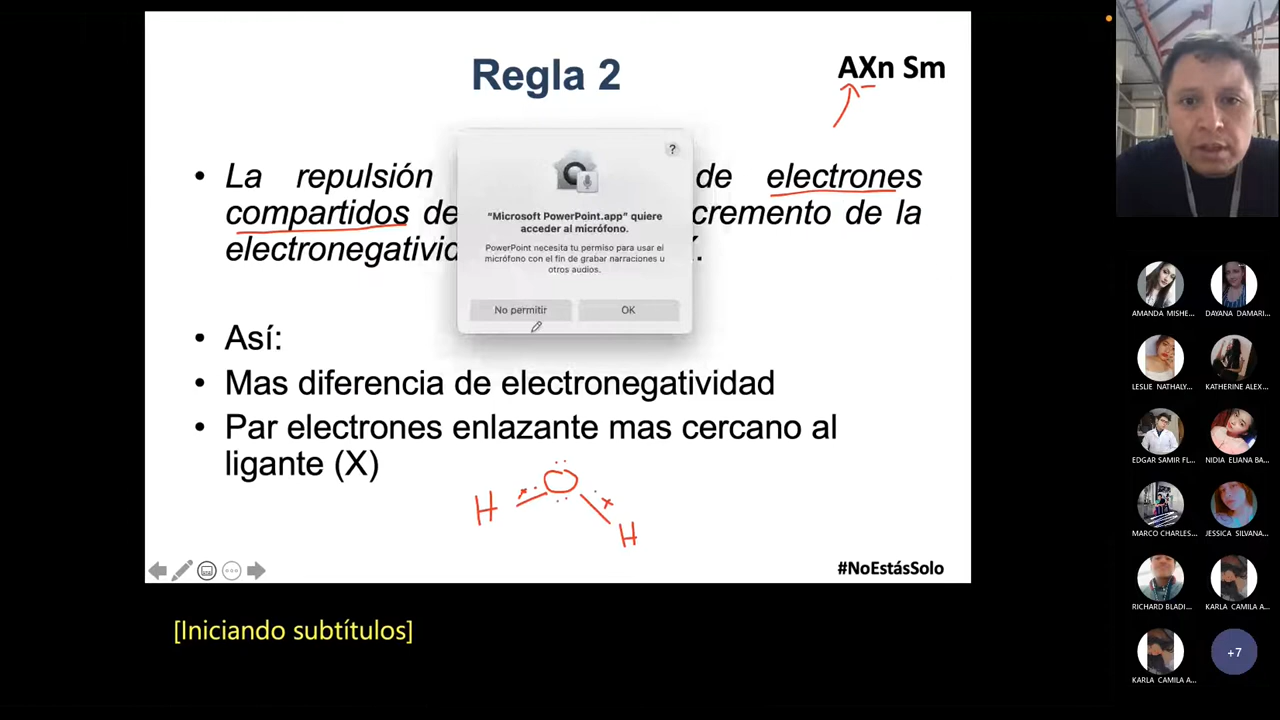 Regla 2
AXn Sm
• La repulsión de electrones
compartidos de cremento de la
electronegativid X.
"Microsoft PowerPoint.app" quiere
acceder al micrófono.
PowerPoint necesita tu permiso para usar el
micrófono con el fin de grabar narraciones u
otros audios.
?
No permitir
OK
• Así:
• Mas diferencia de electronegatividad
• Par electrones enlazante mas cercano al
ligante (X)
H O H
#NoEstásSolo
[Iniciando subtítulos]
AMANDA MISHE...
DAYANA DAMARI...
LESLIE NATHALY...
KATHERINE ALEX...
EDGAR SAMIR FL...
NIDIA ELIANA BA...
MARCO CHARLES...
JESSICA SILVANA...
RICHARD BLADI...
KARLA CAMILA A...
KARLA CAMILA A...
+7